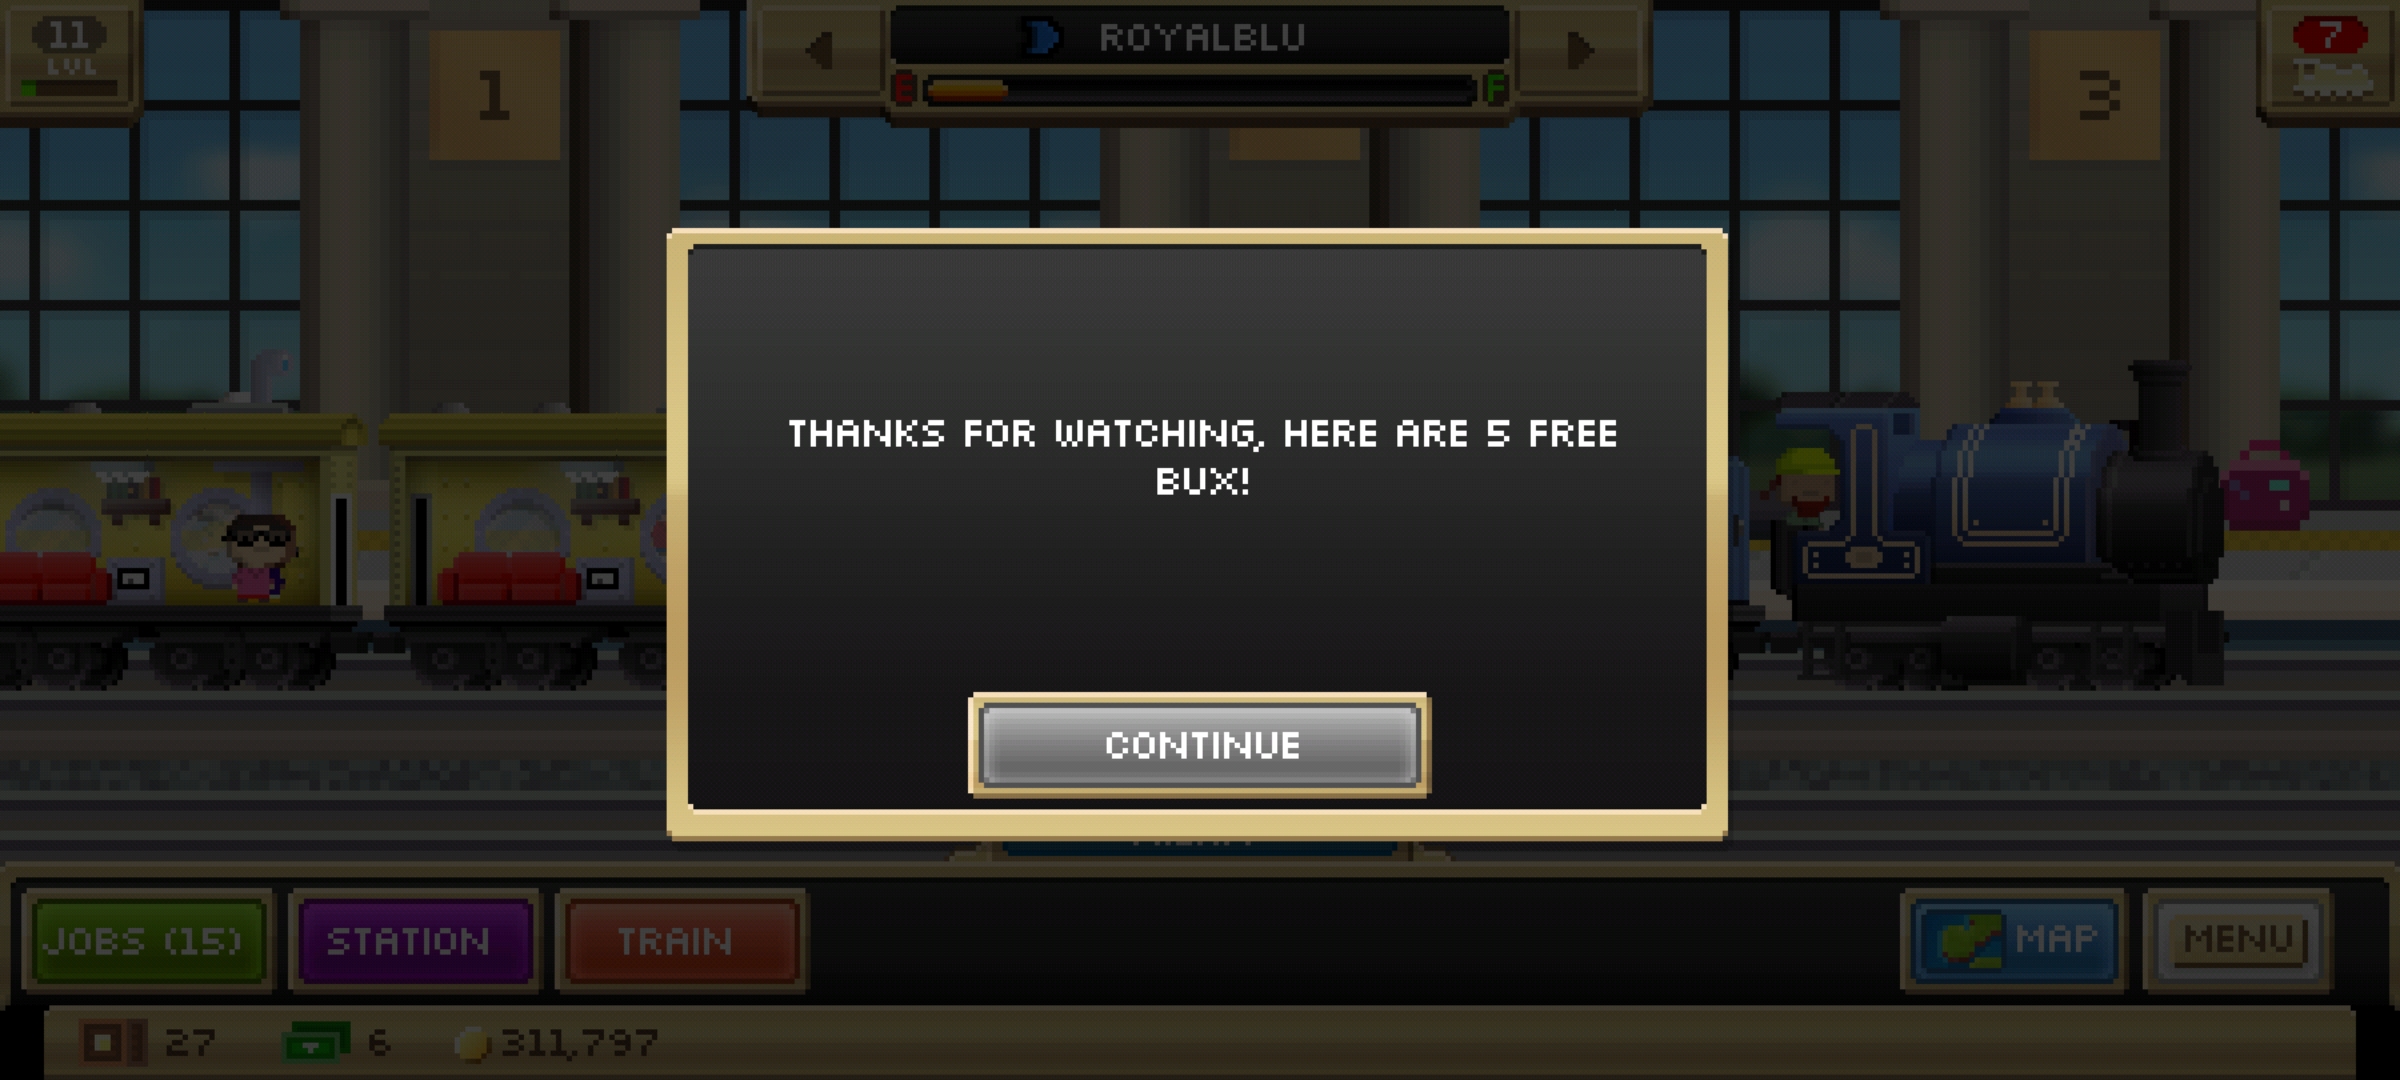 11
LVL
1
ROYALBLU
E
F
3
7
THANKS FOR WATCHING, HERE ARE 5 FREE
BUX!
CONTINUE
JOBS (15)
STATION
TRAIN
MAP
MENU
27
6
311,797